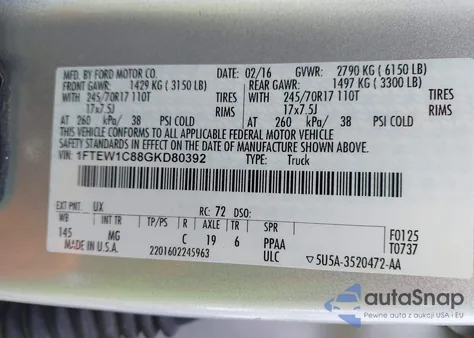 MFD. BY FORD MOTOR CO.
DATE: 02/16 GVWR: 2790 KG ( 6150 LB)
FRONT GAWR: 1429 KG ( 3150 LB)
REAR GAWR: 1497 KG ( 3300 LB)
WITH 245/70R17 110T TIRES
WITH 245/70R17 110T TIRES
17x7.5J RIMS
17x7.5J RIMS
AT 260 kPa/ 38 PSI COLD
AT 260 kPa/ 38 PSI COLD
THIS VEHICLE CONFORMS TO ALL APPLICABLE FEDERAL MOTOR VEHICLE
SAFETY STANDARDS IN EFFECT ON THE DATE OF MANUFACTURE SHOWN ABOVE.
VIN: 1FTEW1C88GKD80392 TYPE: Truck
EXT PNT: UX RC: 72 DSO:
WB INT TR TP/PS R AXLE TR SPR
145 MG C 19 6 PPAA
F0125
T0737
MADE IN U.S.A. 2201602245963 ULC ▽5U5A-3520472-AA
autoSnap
Pewne auta z USA i EU